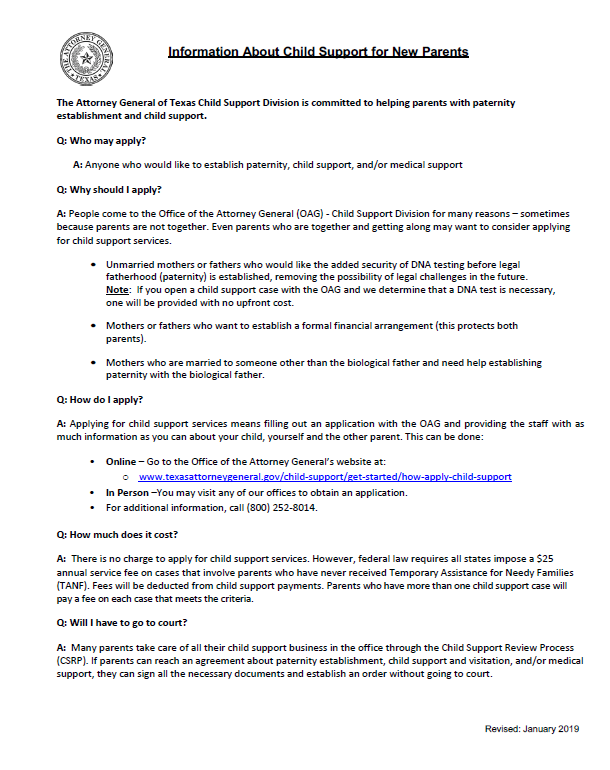 THE ATTORNEY GENERAL
TEXAS
Information About Child Support for New Parents
The Attorney General of Texas Child Support Division is committed to helping parents with paternity
establishment and child support.
Q: Who may apply?
A: Anyone who would like to establish paternity, child support, and/or medical support
Q: Why should I apply?
A: People come to the Office of the Attorney General (OAG) - Child Support Division for many reasons – sometimes
because parents are not together. Even parents who are together and getting along may want to consider applying
for child support services.
• Unmarried mothers or fathers who would like the added security of DNA testing before legal
fatherhood (paternity) is established, removing the possibility of legal challenges in the future.
Note: If you open a child support case with the OAG and we determine that a DNA test is necessary,
one will be provided with no upfront cost.
• Mothers or fathers who want to establish a formal financial arrangement (this protects both
parents).
• Mothers who are married to someone other than the biological father and need help establishing
paternity with the biological father.
Q: How do I apply?
A: Applying for child support services means filling out an application with the OAG and providing the staff with as
much information as you can about your child, yourself and the other parent. This can be done:
• Online – Go to the Office of the Attorney General’s website at:
○ www.texasattorneygeneral.gov/child-support/get-started/how-apply-child-support
• In Person –You may visit any of our offices to obtain an application.
• For additional information, call (800) 252-8014.
Q: How much does it cost?
A: There is no charge to apply for child support services. However, federal law requires all states impose a $25
annual service fee on cases that involve parents who have never received Temporary Assistance for Needy Families
(TANF). Fees will be deducted from child support payments. Parents who have more than one child support case will
pay a fee on each case that meets the criteria.
Q: Will I have to go to court?
A: Many parents take care of all their child support business in the office through the Child Support Review Process
(CSRP). If parents can reach an agreement about paternity establishment, child support and visitation, and/or medical
support, they can sign all the necessary documents and establish an order without going to court.
Revised: January 2019